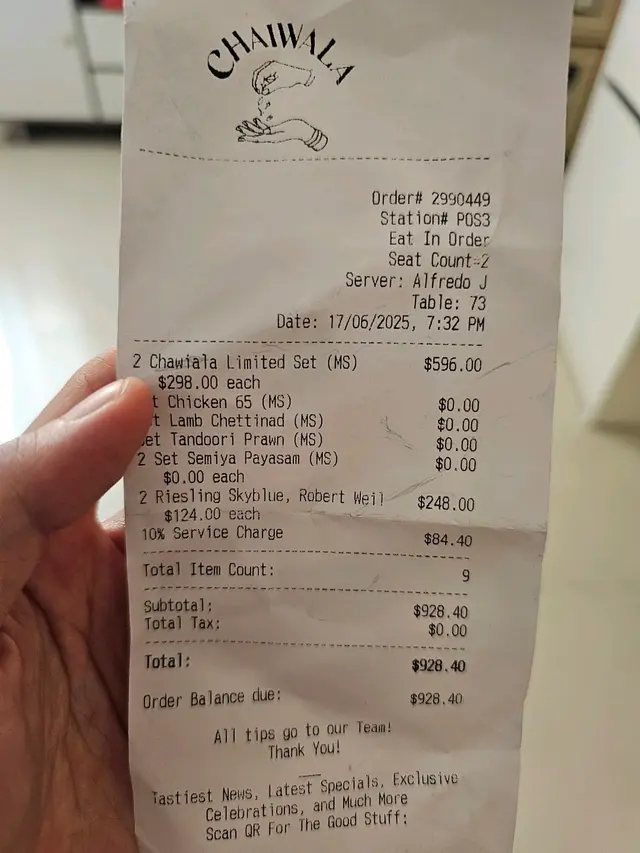 CHAIWALA
Order# 2990449
Station# POS3
Eat In Order
Seat Count=2
Server: Alfredo J
Table: 73
Date: 17/06/2025, 7:32 PM
2 Chawiala Limited Set (MS) $596.00
$298.00 each
t Chicken 65 (MS) $0.00
t Lamb Chettinad (MS) $0.00
et Tandoori Prawn (MS) $0.00
2 Set Semiya Payasam (MS) $0.00
$0.00 each
2 Riesling Skyblue, Robert Weil $248.00
$124.00 each
10% Service Charge $84.40
Total Item Count: 9
Subtotal: $928.40
Total Tax: $0.00
Total: $928.40
Order Balance due: $928.40
All tips go to our Team!
Thank You!
Tastiest News, Latest Specials, Exclusive
Celebrations, and Much More
Scan QR For The Good Stuff: